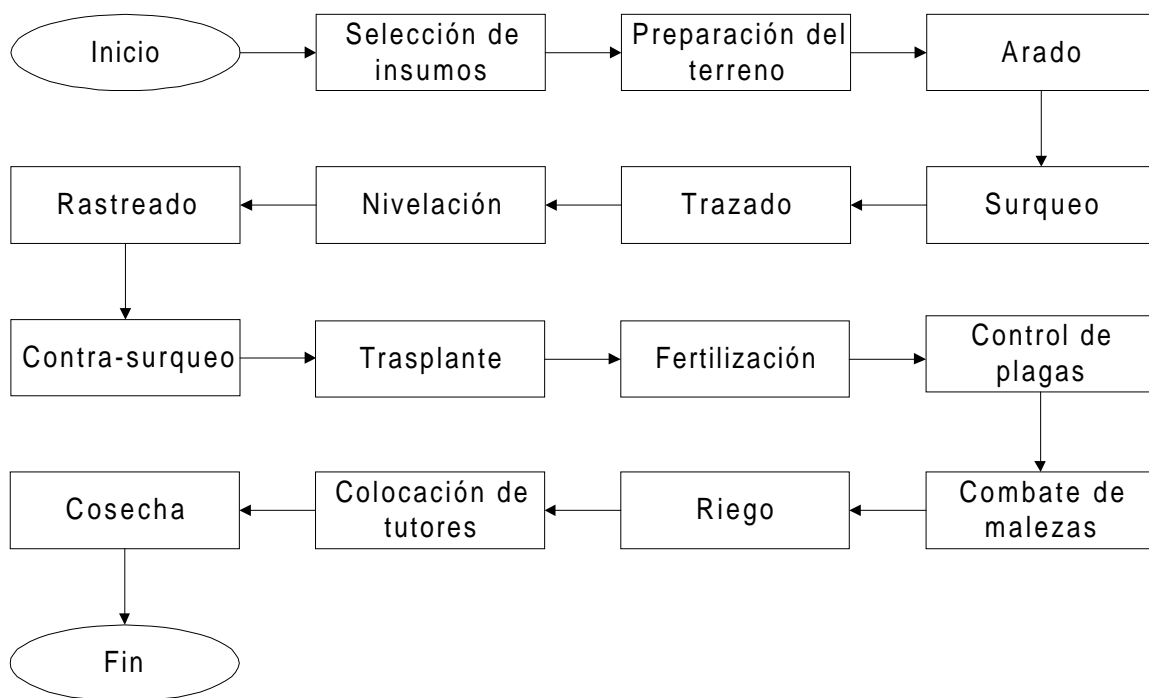 Inicio
Selección de
insumos
Preparación del
terreno
Arado
Surqueo
Trazado
Nivelación
Rastreado
Contra-surqueo
Trasplante
Fertilización
Control de
plagas
Combate de
malezas
Riego
Colocación de
tutores
Cosecha
Fin